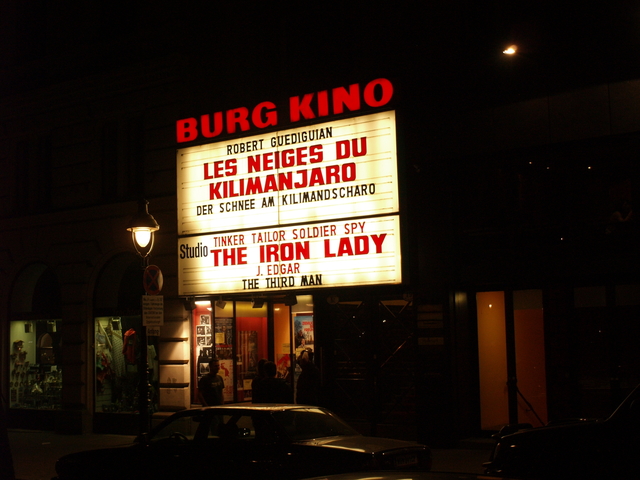 BURG KINO
ROBERT GUEDIGUIAN
LES NEIGES DU
KILIMANJARO
DER SCHNEE AM KILIMANDSCHARO
Studio
TINKER TAILOR SOLDIER SPY
THE IRON LADY
J. EDGAR
THE THIRD MAN